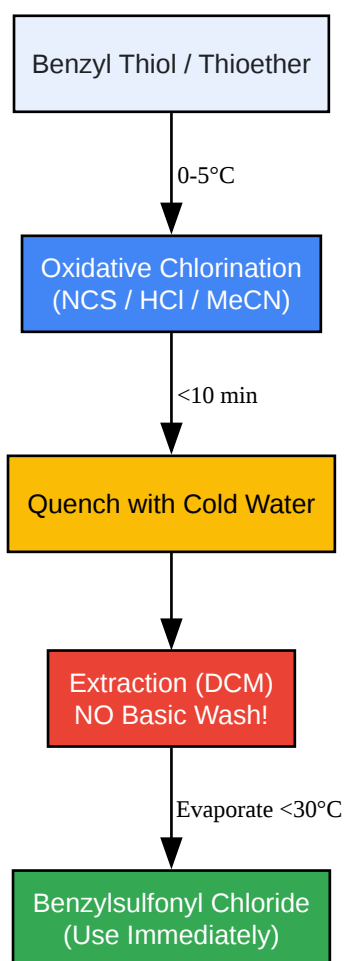 Benzyl Thiol / Thioether
0-5°C
Oxidative Chlorination
(NCS / HCl / MeCN)
<10 min
Quench with Cold Water
Extraction (DCM)
NO Basic Wash!
Evaporate <30°C
Benzylsulfonyl Chloride
(Use Immediately)